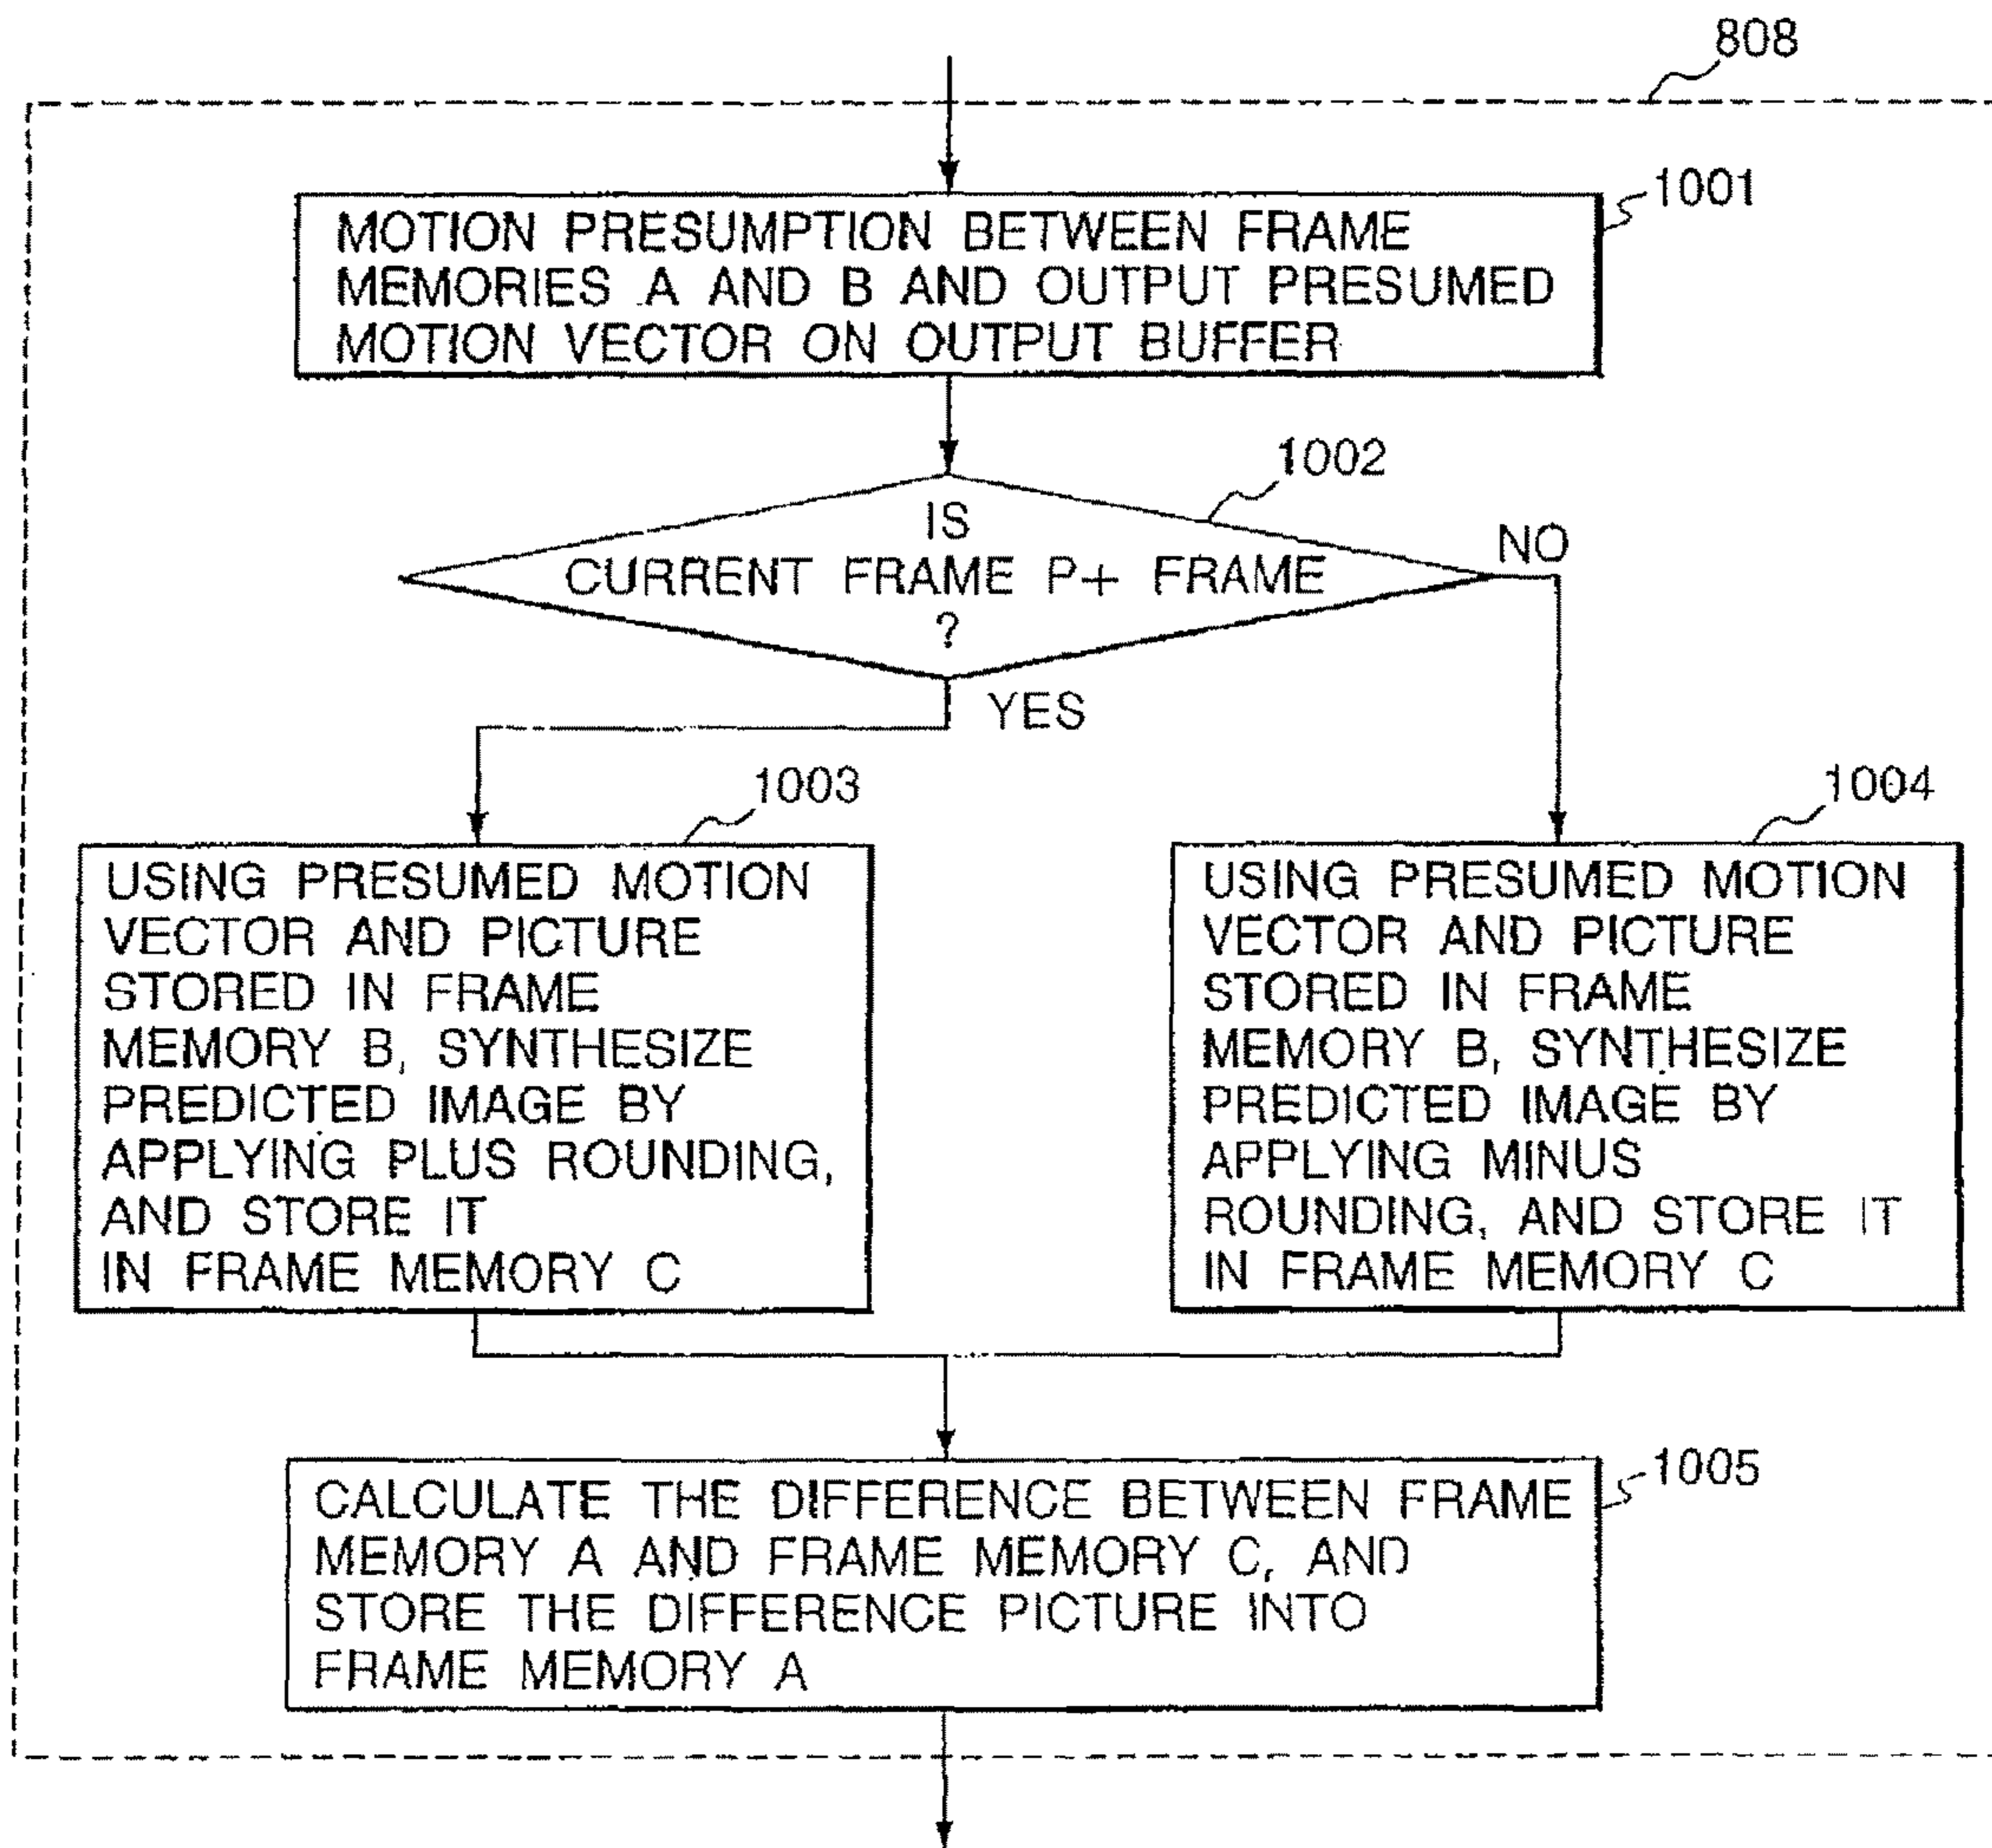 808
1001
MOTION PRESUMPTION BETWEEN FRAME
MEMORIES A AND B AND OUTPUT PRESUMED
MOTION VECTOR ON OUTPUT BUFFER
1002
IS
CURRENT FRAME P+ FRAME
?
NO
YES
1003
USING PRESUMED MOTION
VECTOR AND PICTURE
STORED IN FRAME
MEMORY B, SYNTHESIZE
PREDICTED IMAGE BY
APPLYING PLUS ROUNDING,
AND STORE IT
IN FRAME MEMORY C
1004
USING PRESUMED MOTION
VECTOR AND PICTURE
STORED IN FRAME
MEMORY B, SYNTHESIZE
PREDICTED IMAGE BY
APPLYING MINUS
ROUNDING, AND STORE IT
IN FRAME MEMORY C
1005
CALCULATE THE DIFFERENCE BETWEEN FRAME
MEMORY A AND FRAME MEMORY C, AND
STORE THE DIFFERENCE PICTURE INTO
FRAME MEMORY A